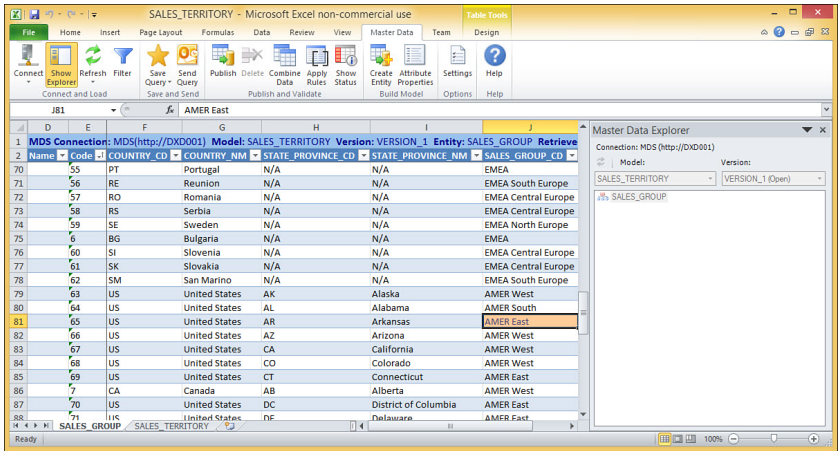 SALES_TERRITORY - Microsoft Excel non-commercial use
Table Tools
File Home Insert Page Layout Formulas Data Review View Master Data Team Design
Connect Show Explorer Refresh Filter Save Query Send Query Publish Delete Combine Data Apply Rules Show Status Create Entity Attribute Properties Settings Help
Connect and Load Save and Send Publish and Validate Build Model Options Help
J81 fx AMER East
D E F G H I J
1 MDS Connection: MDS(http://DXD001) Model: SALES_TERRITORY Version: VERSION_1 Entity: SALES_GROUP Retrieve
2 Name Code COUNTRY_CD COUNTRY_NM STATE_PROVINCE_CD STATE_PROVINCE_NM SALES_GROUP_CD
70 55 PT Portugal N/A N/A EMEA
71 56 RE Reunion N/A N/A EMEA South Europe
72 57 RO Romania N/A N/A EMEA Central Europe
73 58 RS Serbia N/A N/A EMEA Central Europe
74 59 SE Sweden N/A N/A EMEA North Europe
75 6 BG Bulgaria N/A N/A EMEA
76 60 SI Slovenia N/A N/A EMEA Central Europe
77 61 SK Slovakia N/A N/A EMEA Central Europe
78 62 SM San Marino N/A N/A EMEA South Europe
79 63 US United States AK Alaska AMER West
80 64 US United States AL Alabama AMER South
81 65 US United States AR Arkansas AMER East
82 66 US United States AZ Arizona AMER West
83 67 US United States CA California AMER West
84 68 US United States CO Colorado AMER West
85 69 US United States CT Connecticut AMER East
86 7 CA Canada AB Alberta AMER West
87 70 US United States DC District of Columbia AMER East
88 71 US United States DE Delaware AMER East
Master Data Explorer
Connection: MDS (http://DXD001)
Model: Version:
SALES_TERRITORY VERSION_1 (Open)
SALES_GROUP
SALES_GROUP SALES_TERRITORY
Ready 100%